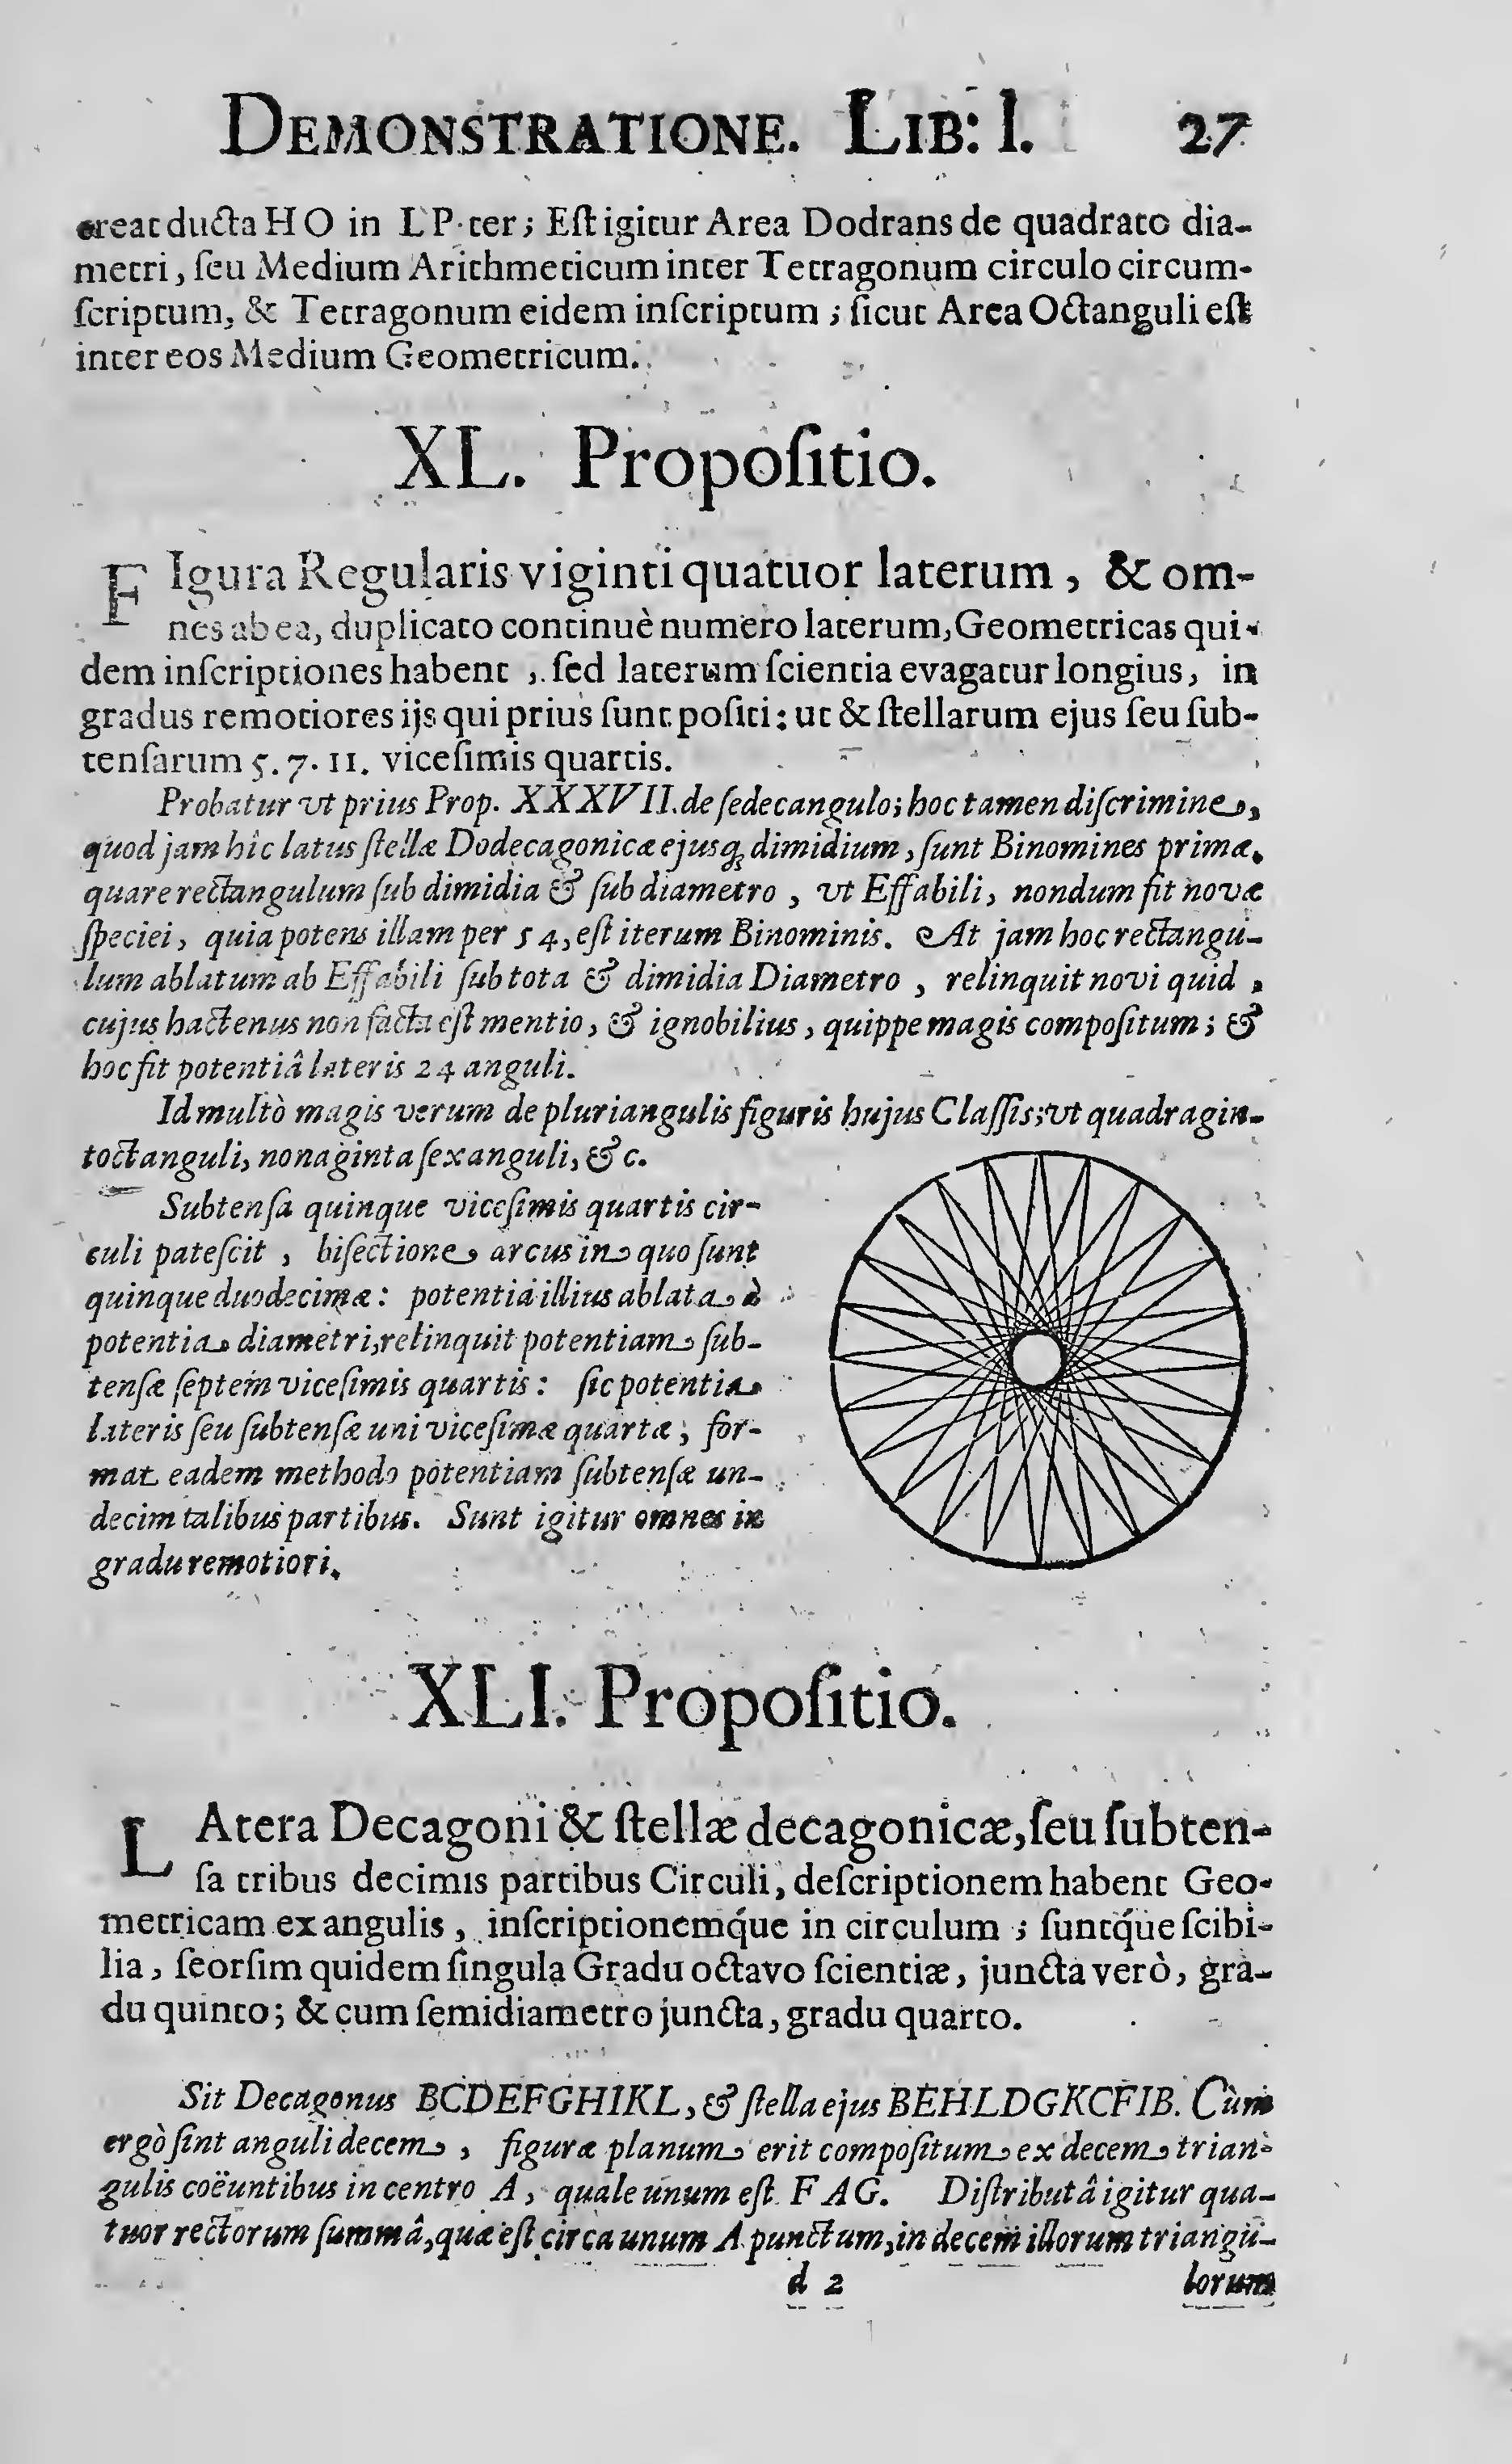 DEMONSTRATIONE. LIB: I. 27
creat ducta HO in LP ter; Eſt igitur Area Dodrans de quadrato dia-
metri, ſeu Medium Arithmeticum inter Tetragonum circulo circum-
ſcriptum, & Tetragonum eidem inſcriptum; ſicut Area Octanguli eſt
inter eos Medium Geometricum.
XL. Propoſitio.
FIgura Regularis viginti quatuor laterum, & om-
nes ab ea, duplicato continuè numero laterum, Geometricas qui-
dem inſcriptiones habent, ſed laterum ſcientia evagatur longius, in
gradus remotiores ijs qui prius ſunt poſiti: ut & ſtellarum ejus ſeu ſub-
tenſarum 5. 7. 11. viceſimis quartis.
Probatur vt prius Prop. XXXVII. de ſedecangulo; hoc tamen diſcrimine,
quod jam hîc latus ſtellæ Dodecagonicæ ejusq́; dimidium, ſunt Binomines primæ,
quare rectangulum ſub dimidia & ſub diametro, vt Effabili, nondum fit novæ
ſpeciei, quia potens illam per 54, eſt iterum Binominis. At jam hoc rectangu-
lum ablatum ab Effabili ſub tota & dimidia Diametro, relinquit novi quid,
cujus hactenus non facta eſt mentio, & ignobilius, quippe magis compoſitum; &
hoc fit potentiâ lateris 24 anguli.
Id multò magis verum de pluriangulis figuris hujus Claſſis; vt quadragin-
toctanguli, nonagintaſexanguli, &c.
Subtenſa quinque viceſimis quartis cir-
culi pateſcit, biſectione arcus in quo ſunt
quinque duodecimæ: potentia illius ablata à
potentia diametri, relinquit potentiam ſub-
tenſæ ſeptem viceſimis quartis: ſic potentia
lateris ſeu ſubtenſæ uni viceſimæ quartæ, for-
mat eadem methodo potentiam ſubtenſæ un-
decim talibus partibus. Sunt igitur omnes in
gradu remotiori.
XLI. Propoſitio.
LAtera Decagoni & ſtellæ decagonicæ, ſeu ſubten-
ſa tribus decimis partibus Circuli, deſcriptionem habent Geo-
metricam ex angulis, inſcriptionemq́ue in circulum; ſuntq́ue ſcibi-
lia, ſeorſim quidem ſingula Gradu octavo ſcientiæ, juncta verò, gra-
du quinto; & cum ſemidiametro juncta, gradu quarto.
Sit Decagonus BCDEFGHIKL, & ſtella ejus BEHLDGKCFIB. Cùm
ergò ſint anguli decem, figuræ planum erit compoſitum ex decem trian-
gulis coëuntibus in centro A, quale unum eſt FAG. Diſtributâ igitur qua-
tuor rectorum ſummâ, quæ eſt circa unum A punctum, in decem illorum triangu-
d 2 lorum